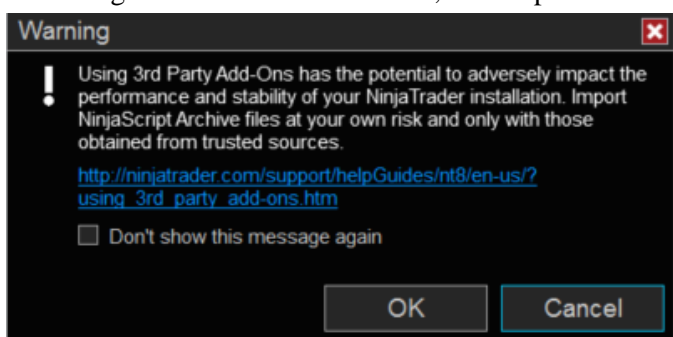 Warning
Using 3rd Party Add-Ons has the potential to adversely impact the
performance and stability of your NinjaTrader installation. Import
NinjaScript Archive files at your own risk and only with those
obtained from trusted sources.
http://ninjatrader.com/support/helpGuides/nt8/en-us/?
using_3rd_party_add-ons.htm
Don't show this message again
OK
Cancel